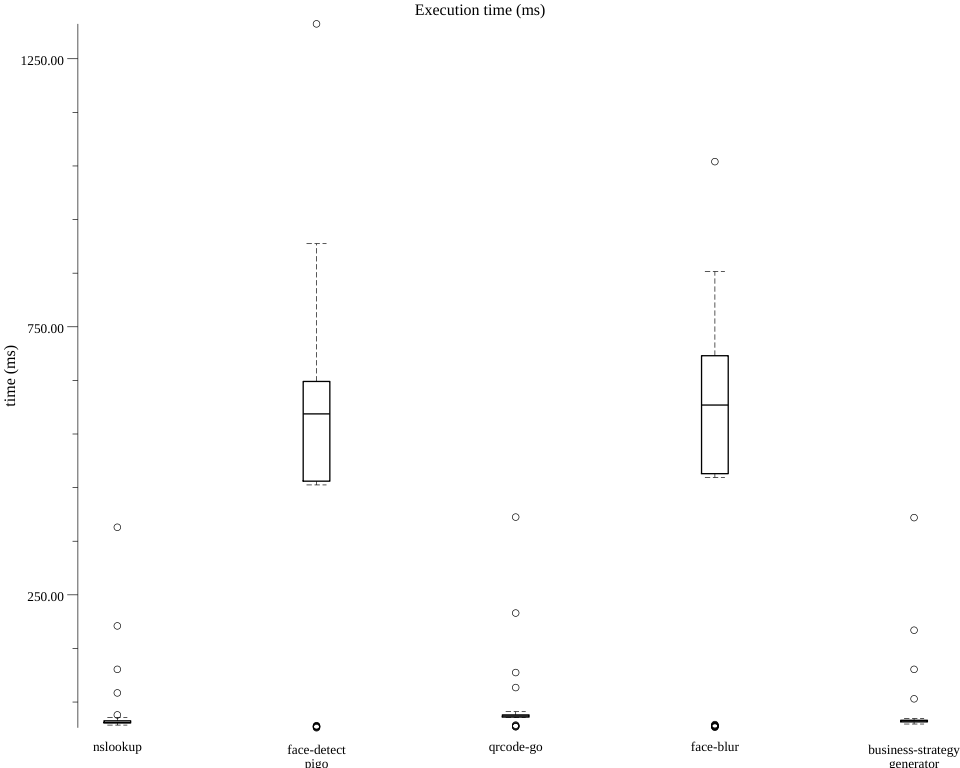 Execution time (ms)
1250.00
750.00
250.00
time (ms)
nslookup
face-detect
pigo
qrcode-go
face-blur
business-strategy
generator